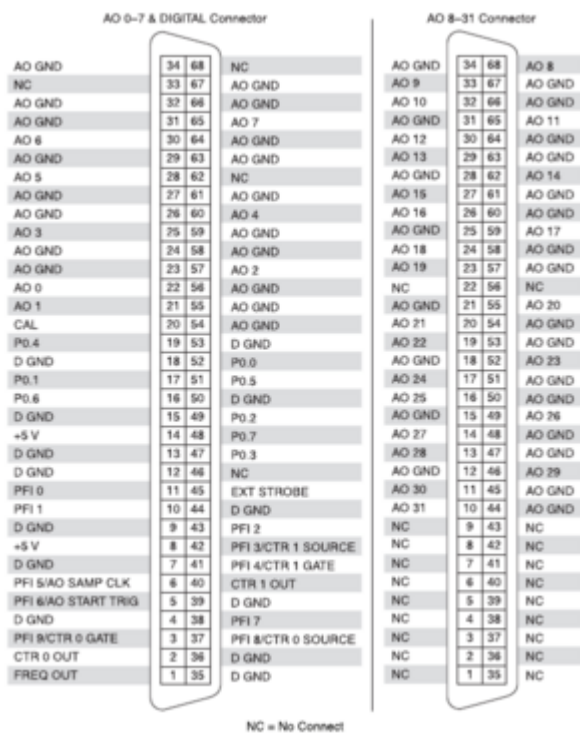 AO 0–7 & DIGITAL Connector
AO 8–31 Connector
AO GND 34 68 NC
NC 33 67 AO GND
AO GND 32 66 AO GND
AO GND 31 65 AO 7
AO 6 30 64 AO GND
AO GND 29 63 AO GND
AO 5 28 62 NC
AO GND 27 61 AO GND
AO GND 26 60 AO 4
AO 3 25 59 AO GND
AO GND 24 58 AO GND
AO GND 23 57 AO 2
AO 0 22 56 AO GND
AO 1 21 55 AO GND
CAL 20 54 AO GND
P0.4 19 53 D GND
D GND 18 52 P0.0
P0.1 17 51 P0.5
P0.6 16 50 D GND
D GND 15 49 P0.2
+5 V 14 48 P0.7
D GND 13 47 P0.3
D GND 12 46 NC
PFI 0 11 45 EXT STROBE
PFI 1 10 44 D GND
D GND 9 43 PFI 2
+5 V 8 42 PFI 3/CTR 1 SOURCE
D GND 7 41 PFI 4/CTR 1 GATE
PFI 5/AO SAMP CLK 6 40 CTR 1 OUT
PFI 6/AO START TRIG 5 39 D GND
D GND 4 38 PFI 7
PFI 9/CTR 0 GATE 3 37 PFI 8/CTR 0 SOURCE
CTR 0 OUT 2 36 D GND
FREQ OUT 1 35 D GND
AO GND 34 68 AO 8
AO 9 33 67 AO GND
AO 10 32 66 AO GND
AO GND 31 65 AO 11
AO 12 30 64 AO GND
AO 13 29 63 AO GND
AO GND 28 62 AO 14
AO 15 27 61 AO GND
AO 16 26 60 AO GND
AO GND 25 59 AO 17
AO 18 24 58 AO GND
AO 19 23 57 AO GND
NC 22 56 NC
AO GND 21 55 AO 20
AO 21 20 54 AO GND
AO 22 19 53 AO GND
AO GND 18 52 AO 23
AO 24 17 51 AO GND
AO 25 16 50 AO GND
AO GND 15 49 AO 26
AO 27 14 48 AO GND
AO 28 13 47 AO GND
AO GND 12 46 AO 29
AO 30 11 45 AO GND
AO 31 10 44 AO GND
NC 9 43 NC
NC 8 42 NC
NC 7 41 NC
NC 6 40 NC
NC 5 39 NC
NC 4 38 NC
NC 3 37 NC
NC 2 36 NC
NC 1 35 NC
NC = No Connect